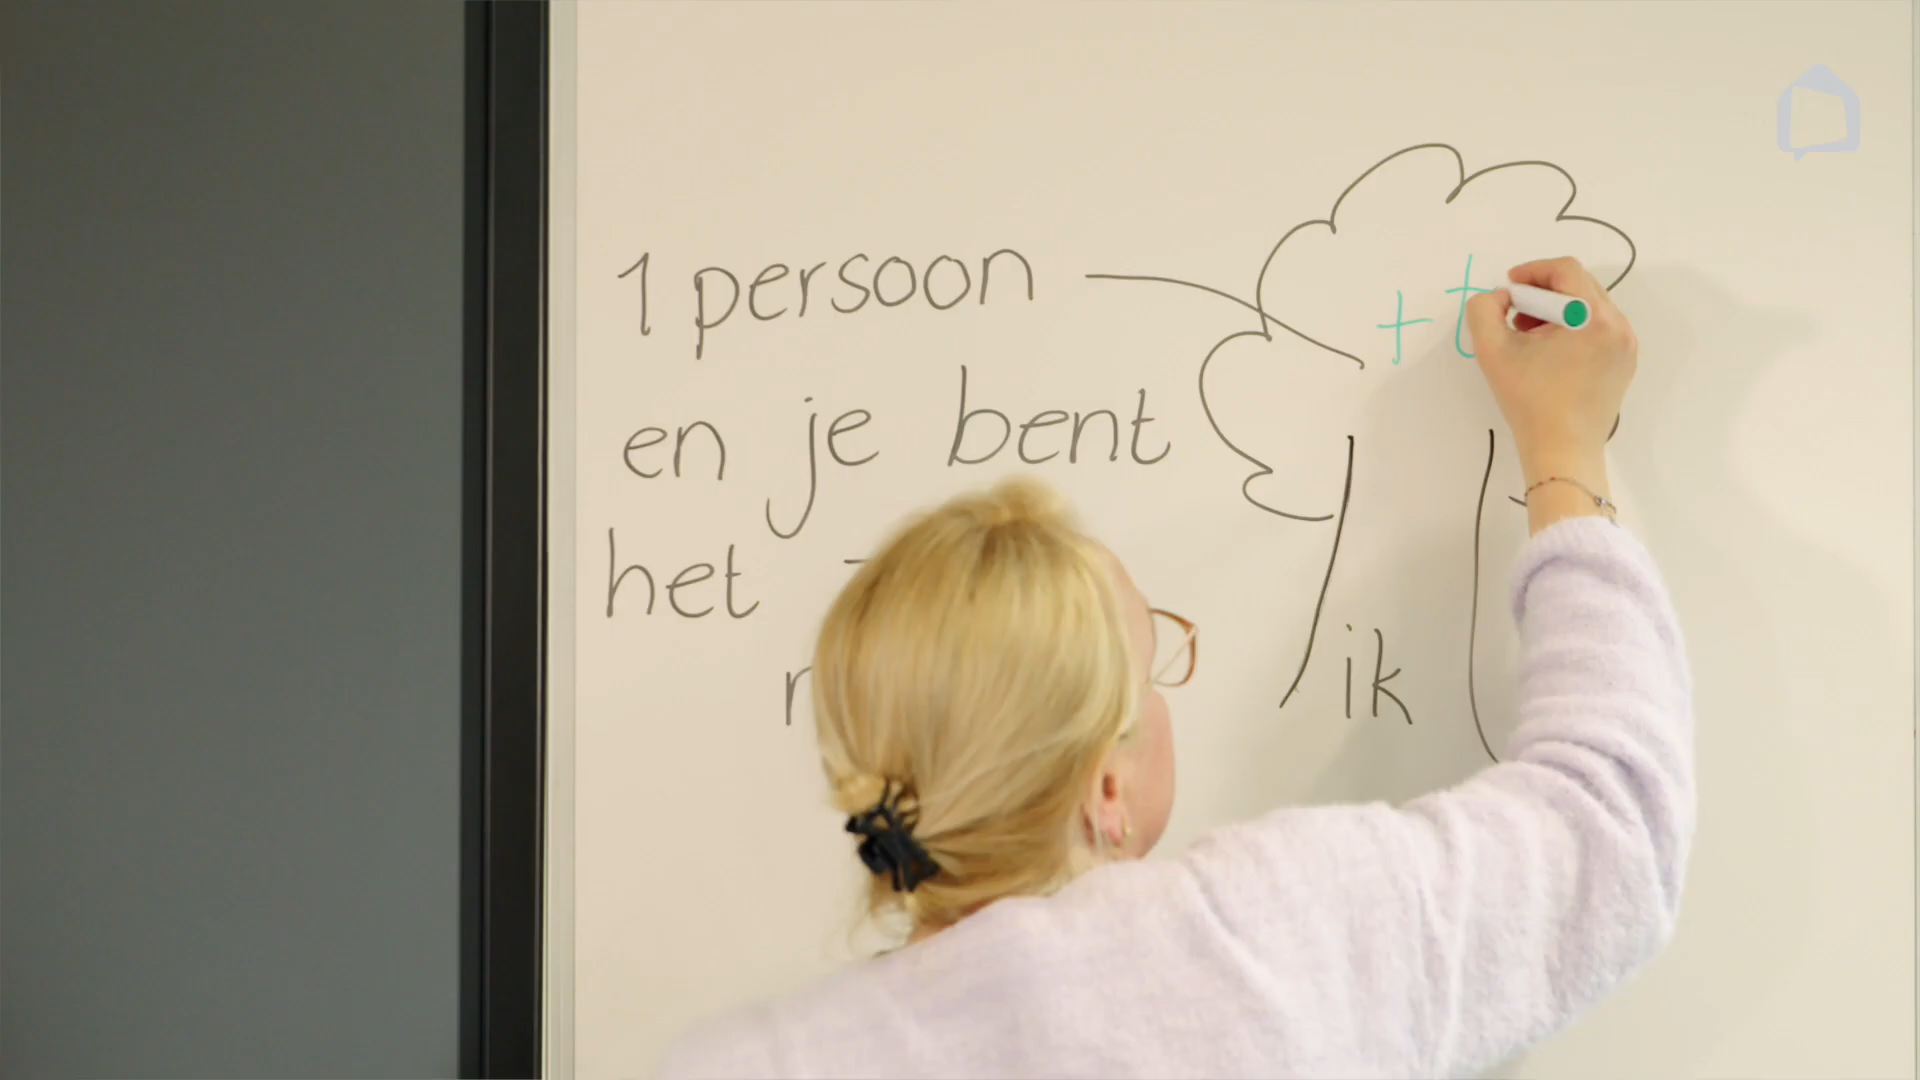 1 persoon
+ t
en je bent
het
ik